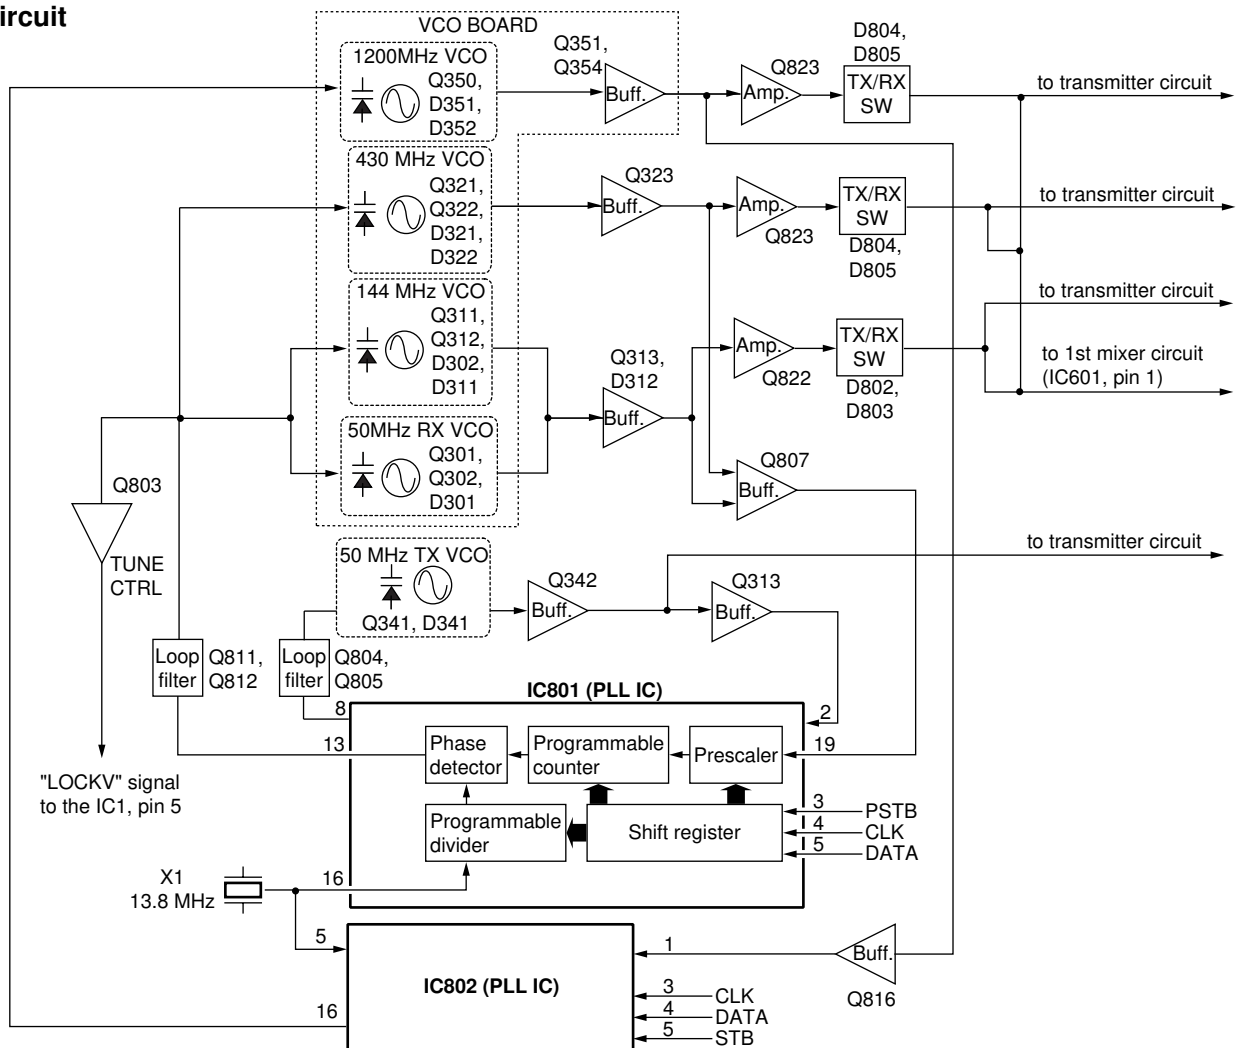 ircuit
VCO BOARD
1200MHz VCO
Q350,
D351,
D352
Q351,
Q354
Buff.
Q823
Amp.
D804,
D805
TX/RX
SW
to transmitter circuit
430 MHz VCO
Q321,
Q322,
D321,
D322
Q323
Buff.
Amp.
Q823
TX/RX
SW
D804,
D805
to transmitter circuit
144 MHz VCO
Q311,
Q312,
D302,
D311
Q313,
D312
Buff.
Amp.
Q822
TX/RX
SW
D802,
D803
to transmitter circuit
to 1st mixer circuit
(IC601, pin 1)
50MHz RX VCO
Q301,
Q302,
D301
Q807
Buff.
Q803
TUNE
CTRL
50 MHz TX VCO
Q341, D341
Q342
Buff.
Q313
Buff.
to transmitter circuit
Loop
filter
Q811,
Q812
Loop
filter
Q804,
Q805
"LOCKV" signal
to the IC1, pin 5
IC801 (PLL IC)
8
2
13
19
Phase
detector
Programmable
counter
Prescaler
Programmable
divider
Shift register
3
PSTB
4
CLK
5
DATA
X1
13.8 MHz
16
5
IC802 (PLL IC)
1
Buff.
Q816
16
3
CLK
4
DATA
5
STB